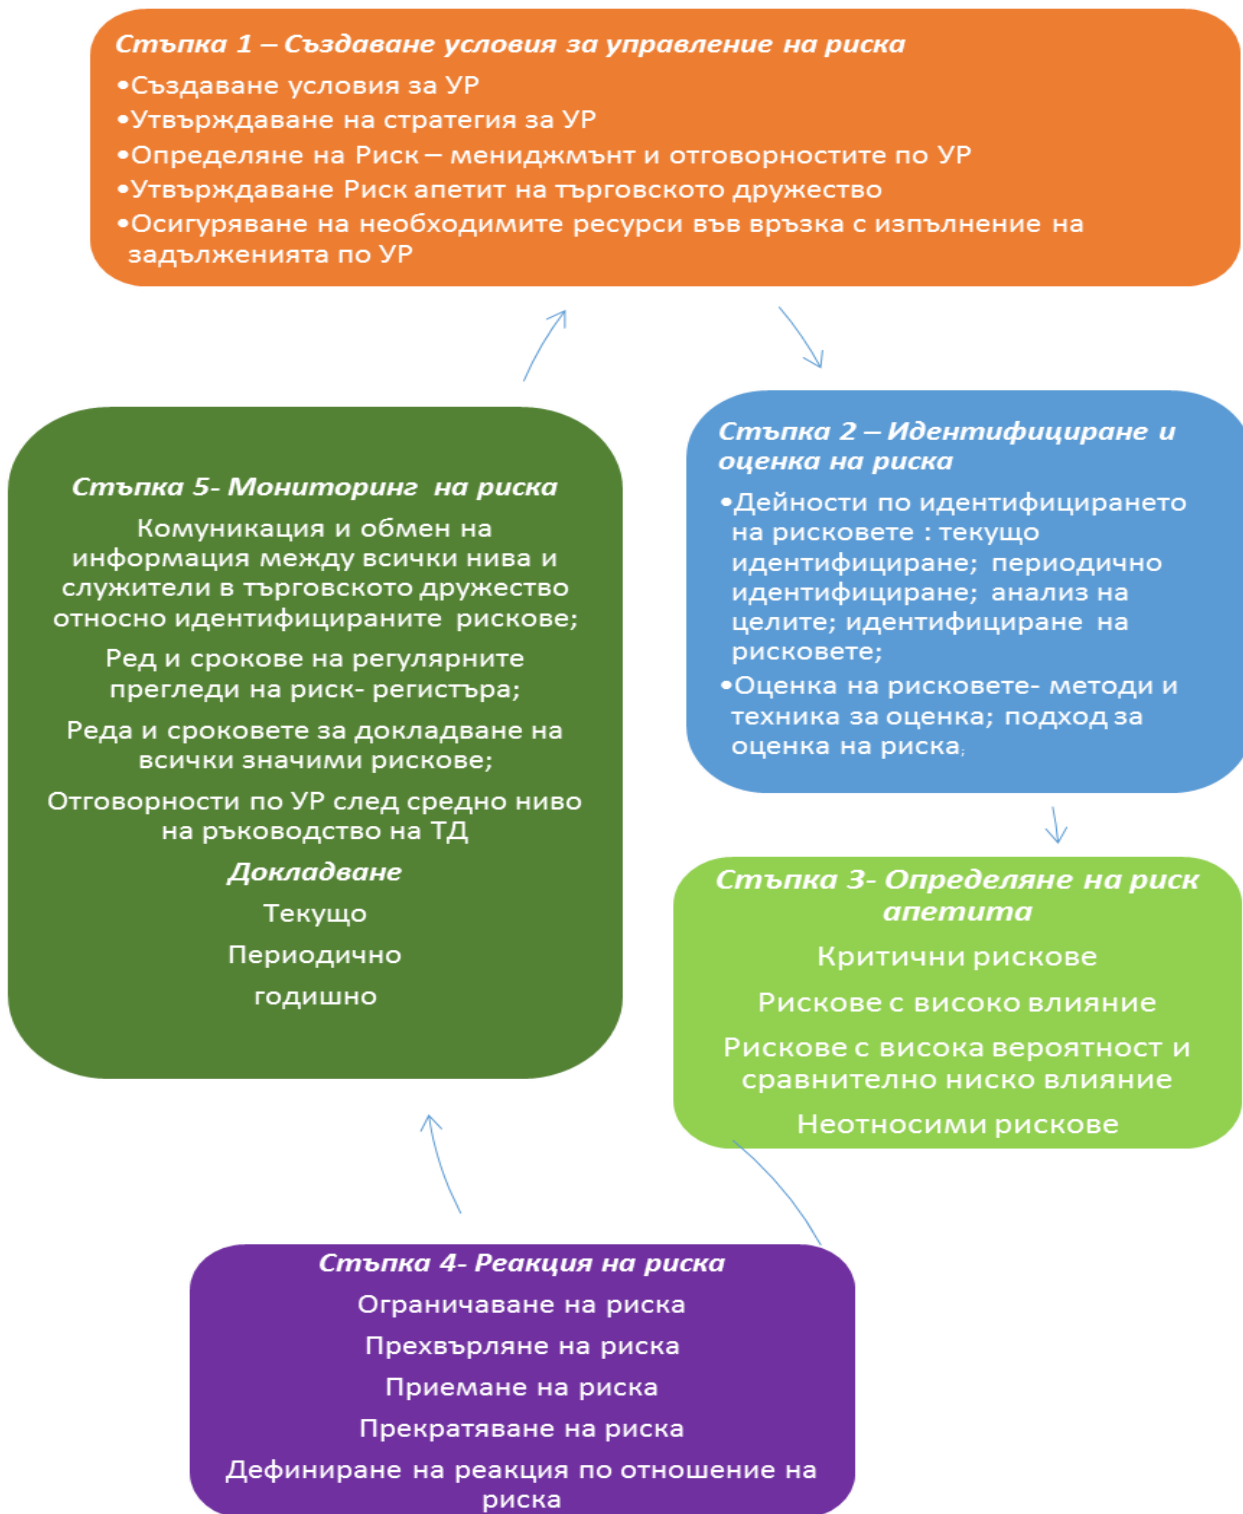 Стъпка 1 – Създаване условия за управление на риска
•Създаване условия за УР
•Утвърждаване на стратегия за УР
•Определяне на Риск – мениджмънт и отговорностите по УР
•Утвърждаване Риск апетит на търговското дружество
•Осигуряване на необходимите ресурси във връзка с изпълнение на
задълженията по УР
Стъпка 2 – Идентифициране и
оценка на риска
•Дейности по идентифицирането
на рисковете : текущо
идентифициране; периодично
идентифициране; анализ на
целите; идентифициране на
рисковете;
•Оценка на рисковете- методи и
техника за оценка; подход за
оценка на риска;
Стъпка 3- Определяне на риск
апетита
Критични рискове
Рискове с високо влияние
Рискове с висока вероятност и
сравнително ниско влияние
Неотносими рискове
Стъпка 4- Реакция на риска
Ограничаване на риска
Прехвърляне на риска
Приемане на риска
Прекратяване на риска
Дефиниране на реакция по отношение на
риска
Стъпка 5- Мониторинг на риска
Комуникация и обмен на
информация между всички нива и
служители в търговското дружество
относно идентифицираните рискове;
Ред и срокове на регулярните
прегледи на риск- регистъра;
Реда и сроковете за докладване на
всички значими рискове;
Отговорности по УР след средно ниво
на ръководство на ТД
Докладване
Текущо
Периодично
годишно